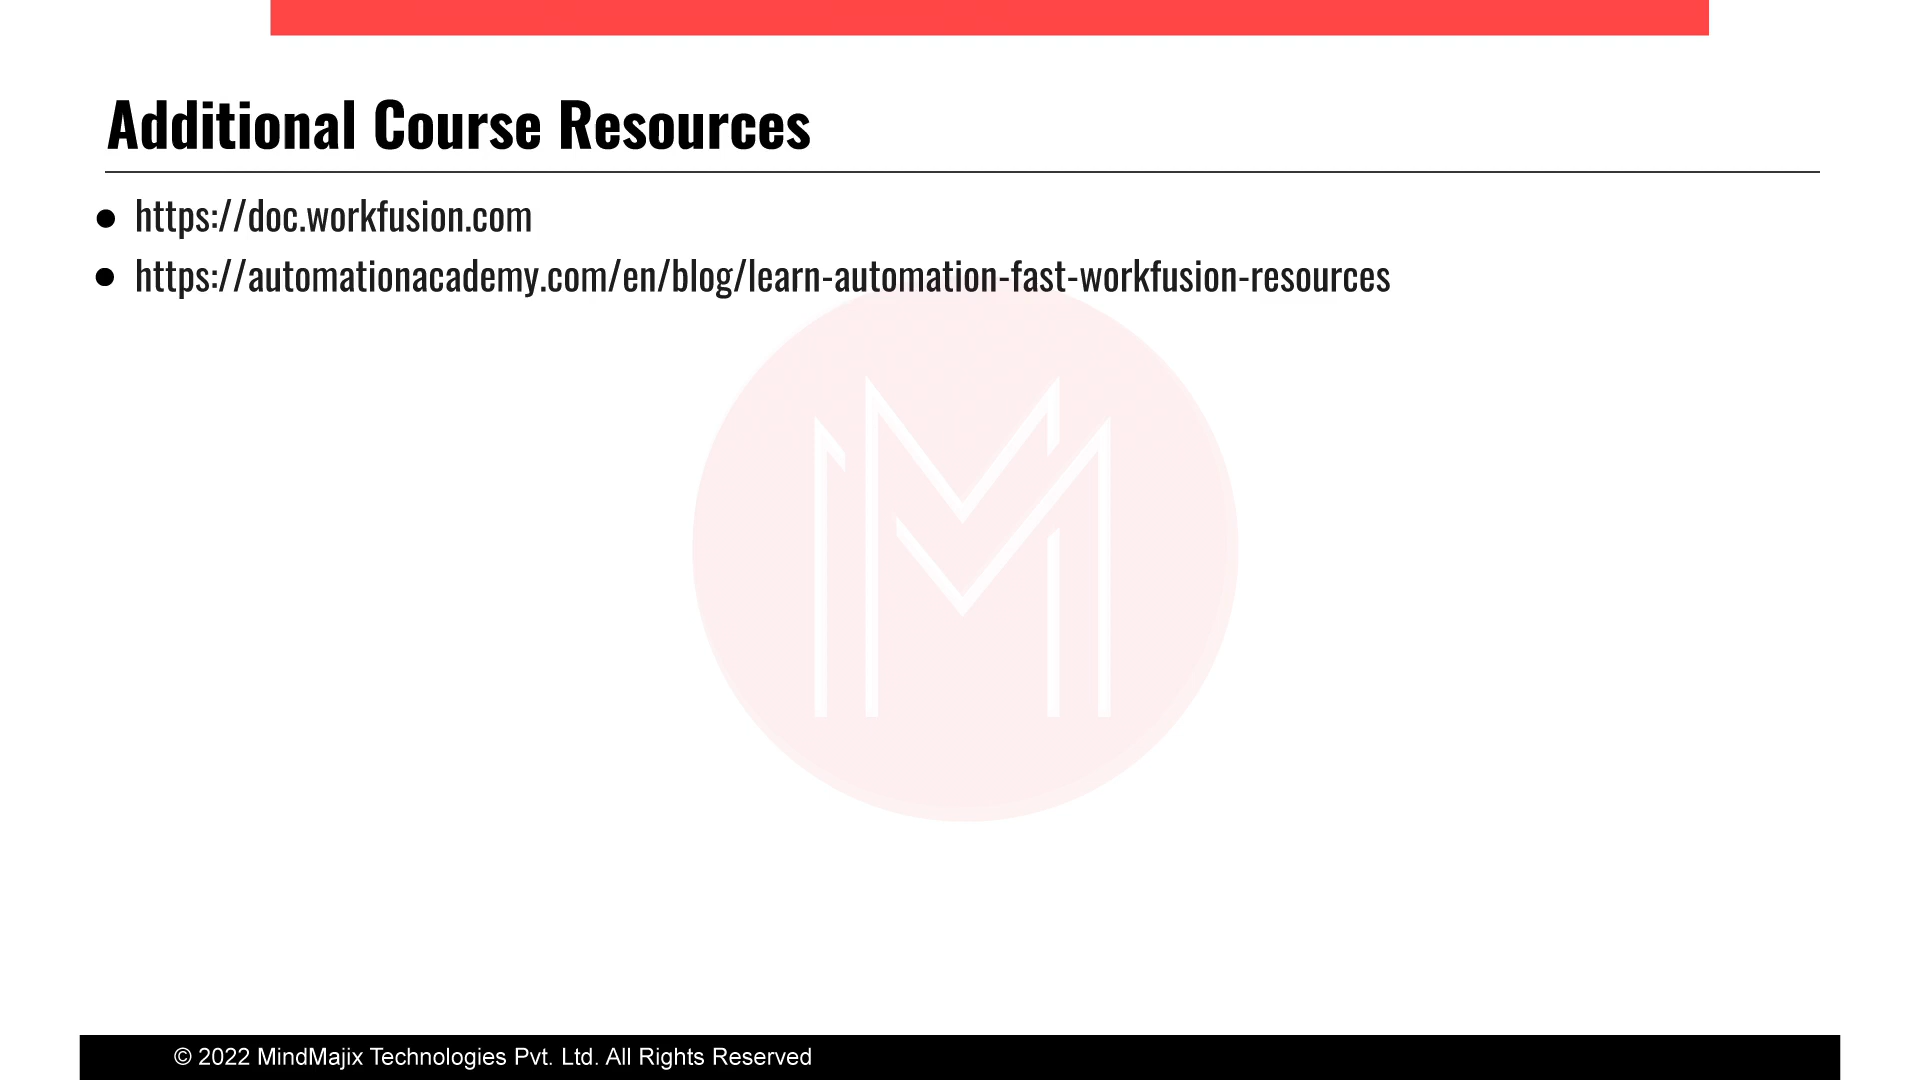 Additional Course Resources
● https://doc.workfusion.com
● https://automationacademy.com/en/blog/learn-automation-fast-workfusion-resources
© 2022 MindMajix Technologies Pvt. Ltd. All Rights Reserved